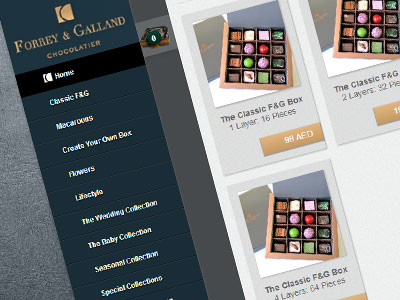 FORREY & GALLAND
CHOCOLATIER
Home
Classic F&G
Macaroons
Create Your Own Box
Flowers
Lifestyle
The Wedding Collection
The Baby Collection
Seasonal Collection
Special Collections
The Classic F&G Box
1 Layer: 16 Pieces
98 AED
The Classic F&G Box
2 Layers: 32 Pieces
The Classic F&G Box
4 Layers: 64 Pieces